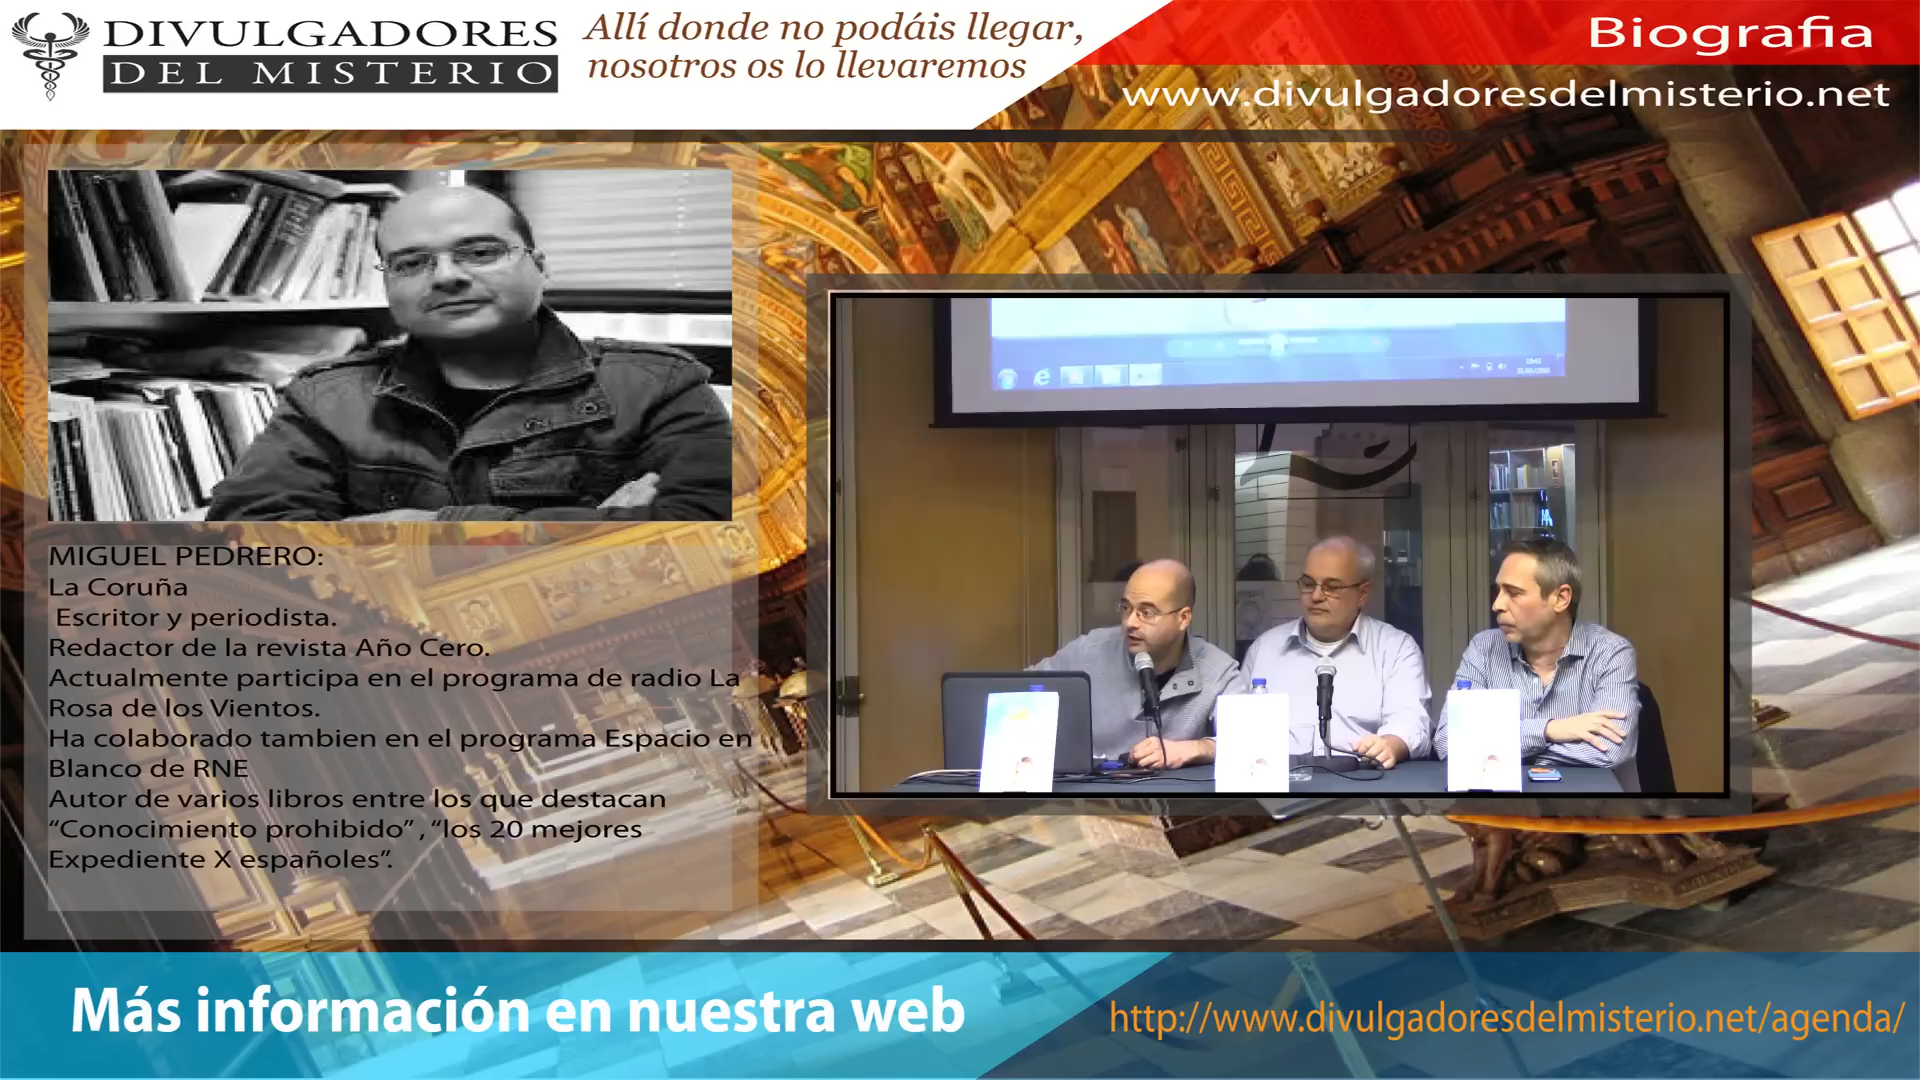 DIVULGADORES
DEL MISTERIO
Allí donde no podáis llegar,
nosotros os lo llevaremos
Biografia
www.divulgadoresdelmisterio.net
MIGUEL PEDRERO:
La Coruña
Escritor y periodista.
Redactor de la revista Año Cero.
Actualmente participa en el programa de radio La
Rosa de los Vientos.
Ha colaborado tambien en el programa Espacio en
Blanco de RNE
Autor de varios libros entre los que destacan
“Conocimiento prohibido” , “los 20 mejores
Expediente X españoles”.
Más información en nuestra web
http://www.divulgadoresdelmisterio.net/agenda/